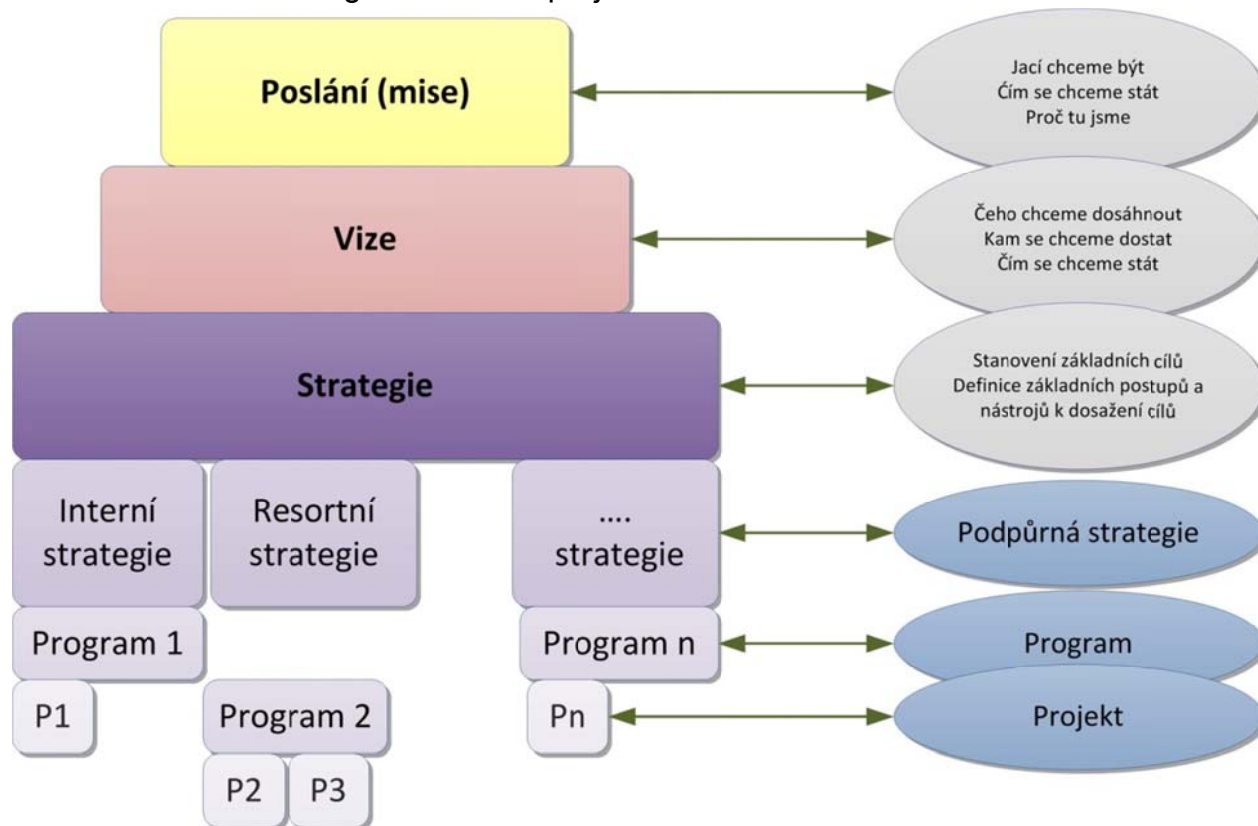 Poslání (mise)
Jací chceme být
Čím se chceme stát
Proč tu jsme
Vize
Čeho chceme dosáhnout
Kam se chceme dostat
Čím se chceme stát
Strategie
Stanovení základních cílů
Definice základních postupů a
nástrojů k dosažení cílů
Interní
strategie
Resortní
strategie
....
strategie
Podpůrná strategie
Program 1
Program n
Program
P1
Program 2
Pn
Projekt
P2
P3